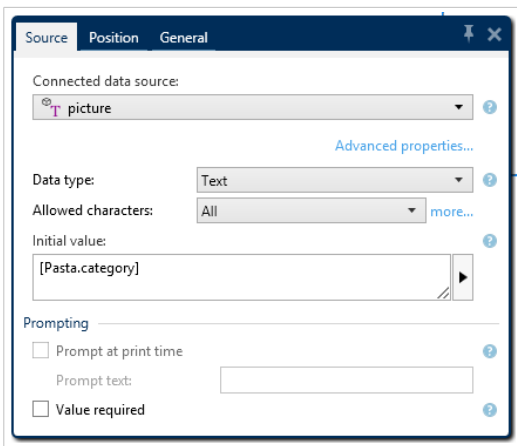 Source Position General
Connected data source:
T picture
Advanced properties...
Data type: Text
Allowed characters: All more...
Initial value:
[Pasta.category]
Prompting
Prompt at print time
Prompt text:
Value required